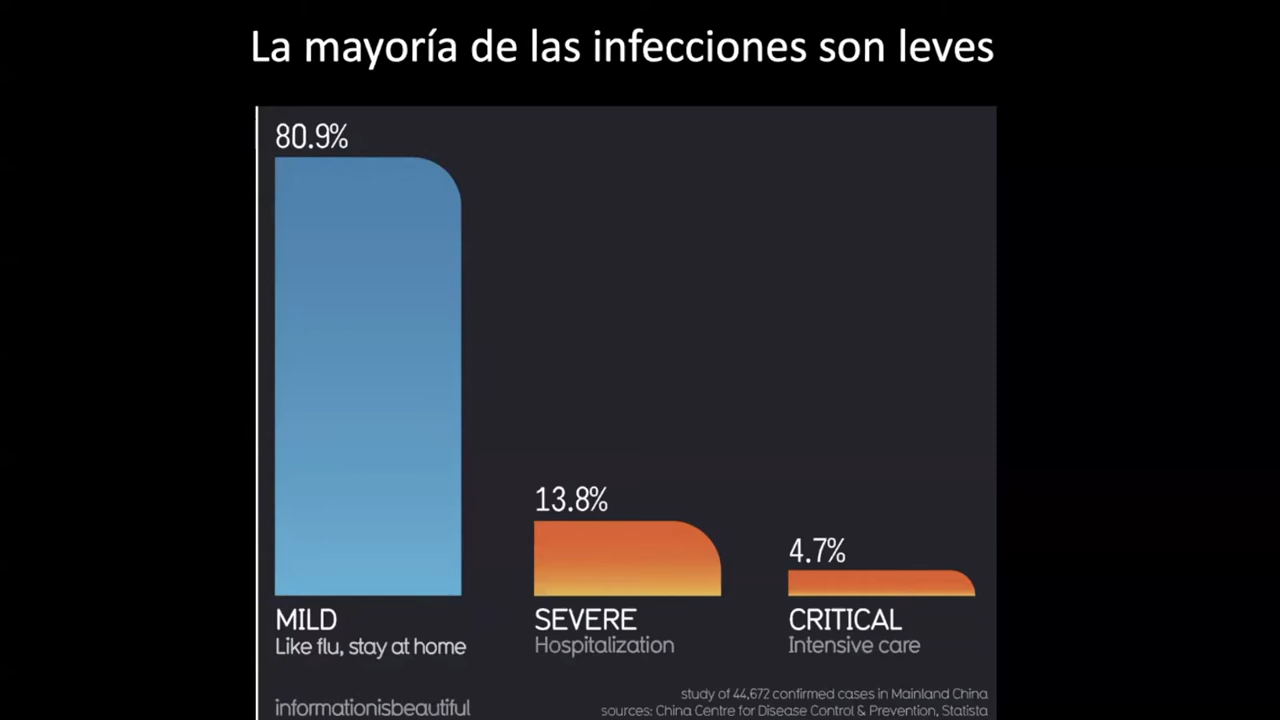 La mayoría de las infecciones son leves
80.9%
13.8%
4.7%
MILD
Like flu, stay at home
SEVERE
Hospitalization
CRITICAL
Intensive care
informationisbeautiful
study of 44,672 confirmed cases in Mainland China
sources: China Centre for Disease Control & Prevention, Statista